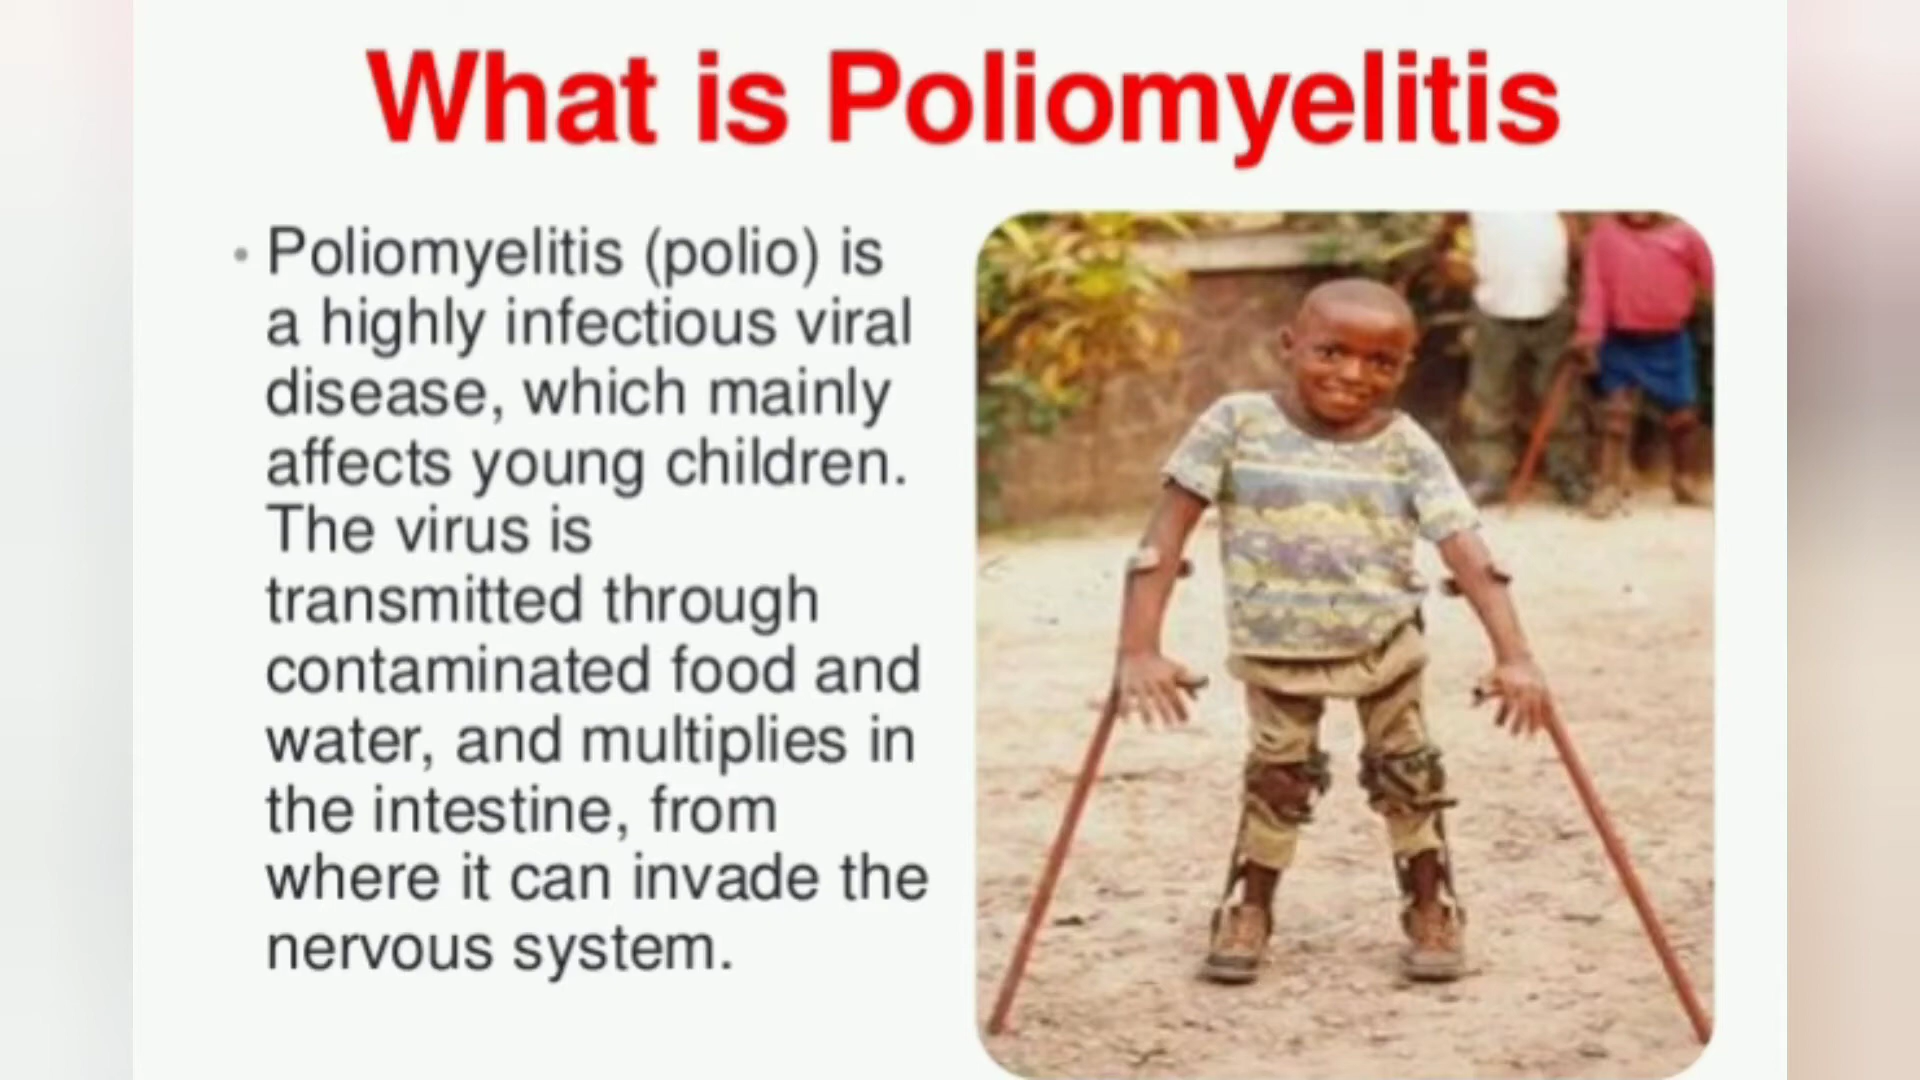 What is Poliomyelitis
• Poliomyelitis (polio) is
a highly infectious viral
disease, which mainly
affects young children.
The virus is
transmitted through
contaminated food and
water, and multiplies in
the intestine, from
where it can invade the
nervous system.